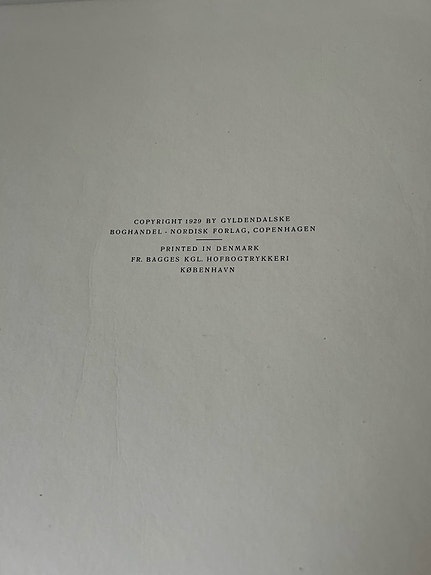 COPYRIGHT 1929 BY GYLDENDALSKE
BOGHANDEL - NORDISK FORLAG, COPENHAGEN
PRINTED IN DENMARK
FR. BAGGES KGL. HOFBOGTRYKKERI
KØBENHAVN